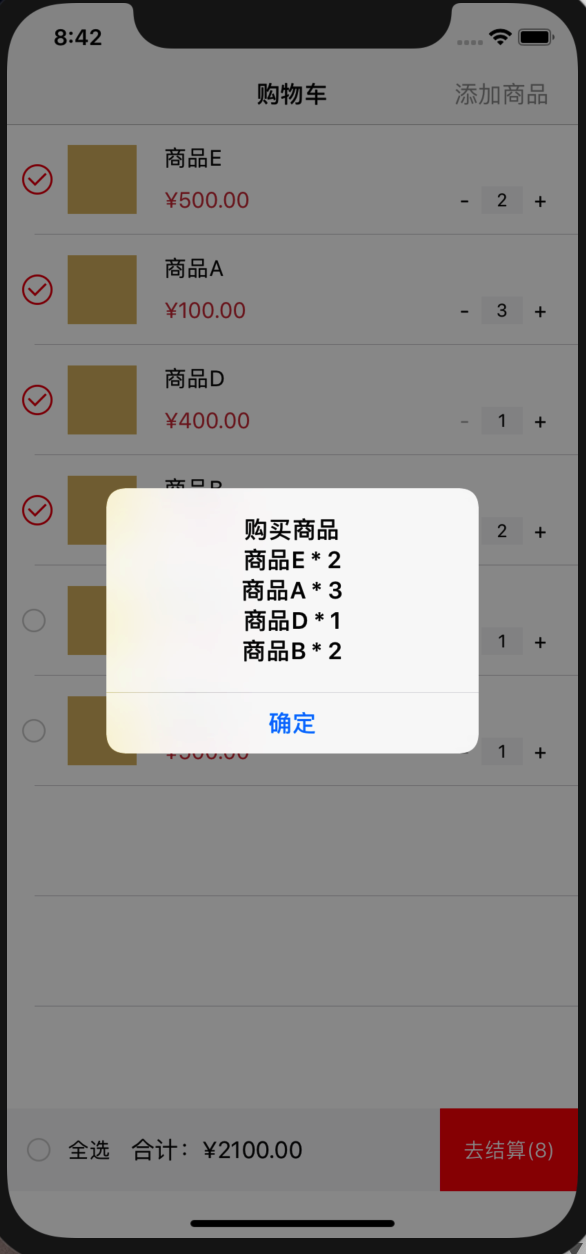 8:42
购物车 添加商品
商品E
¥500.00 - 2 +
商品A
¥100.00 - 3 +
商品D
¥400.00 - 1 +
商品B
2 +
购买商品
商品E * 2
商品A * 3
商品D * 1
商品B * 2
1 +
确定
1 +
全选 合计：¥2100.00 去结算(8)